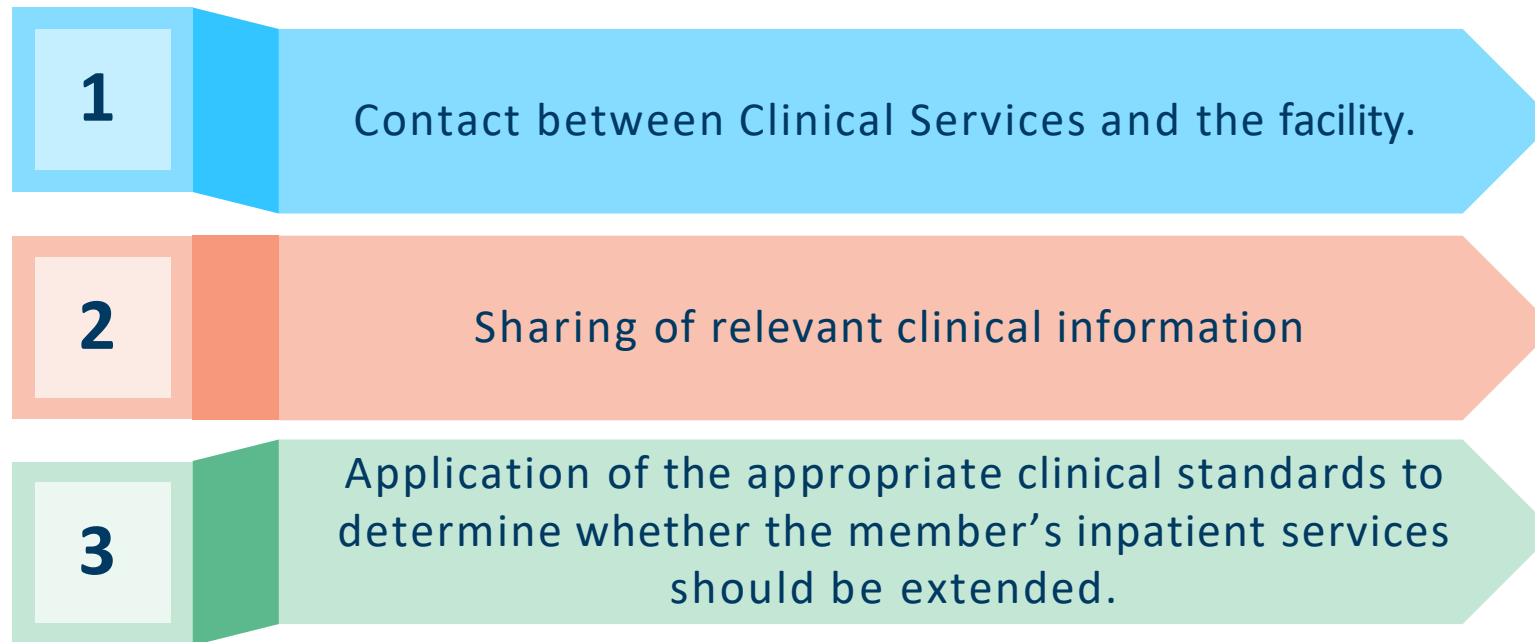 1
Contact between Clinical Services and the facility.
2
Sharing of relevant clinical information
3
Application of the appropriate clinical standards to
determine whether the member’s inpatient services
should be extended.